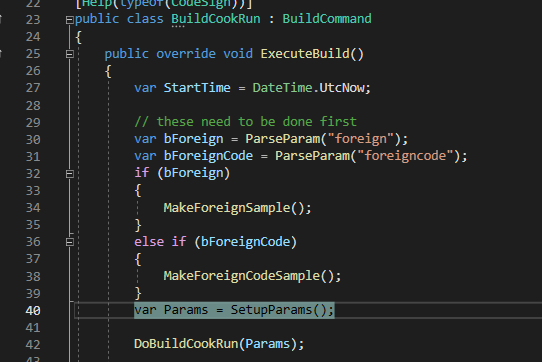 22 [Help(typeof(CodeSign))]
23 public class BuildCookRun : BuildCommand
24 {
25 public override void ExecuteBuild()
26 {
27 var StartTime = DateTime.UtcNow;
28
29 // these need to be done first
30 var bForeign = ParseParam("foreign");
31 var bForeignCode = ParseParam("foreigncode");
32 if (bForeign)
33 {
34 MakeForeignSample();
35 }
36 else if (bForeignCode)
37 {
38 MakeForeignCodeSample();
39 }
40 var Params = SetupParams();
41
42 DoBuildCookRun(Params);